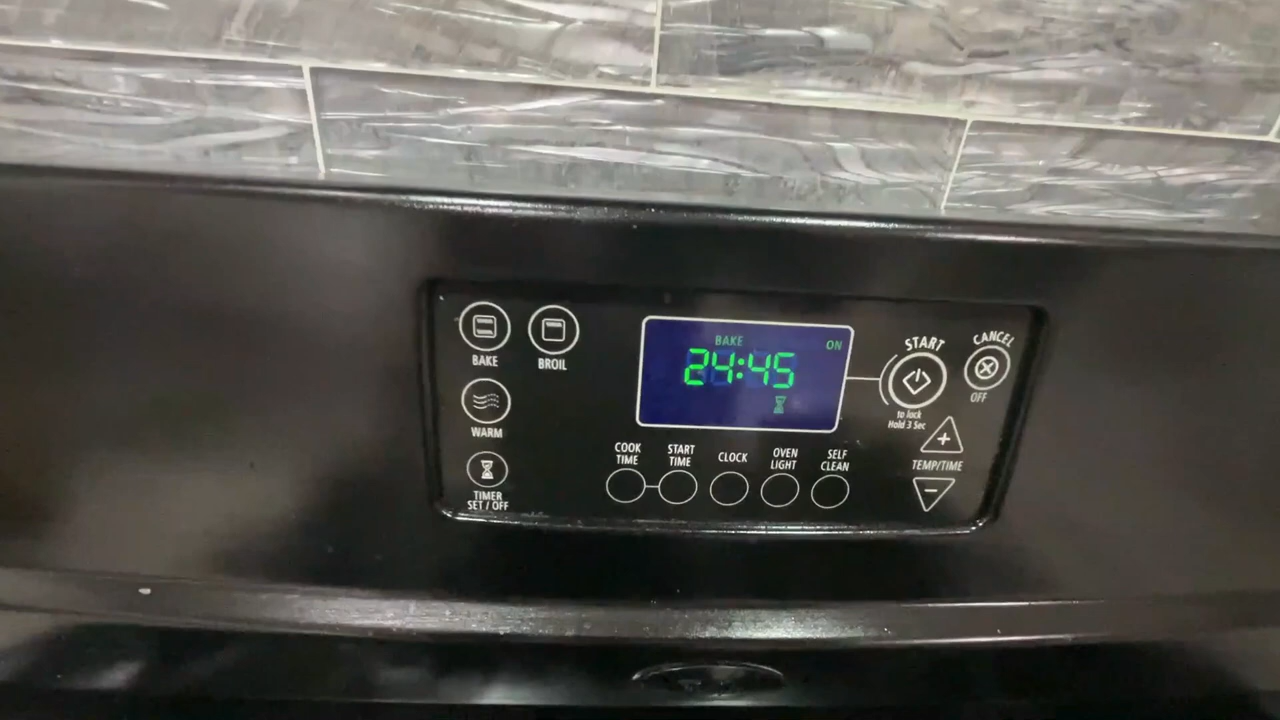 BAKE
BROIL
WARM
TIMER
SET / OFF
BAKE
ON
24:45
COOK
TIME
START
TIME
CLOCK
OVEN
LIGHT
SELF
CLEAN
START
to lock
Hold 3 Sec
CANCEL
OFF
TEMP/TIME